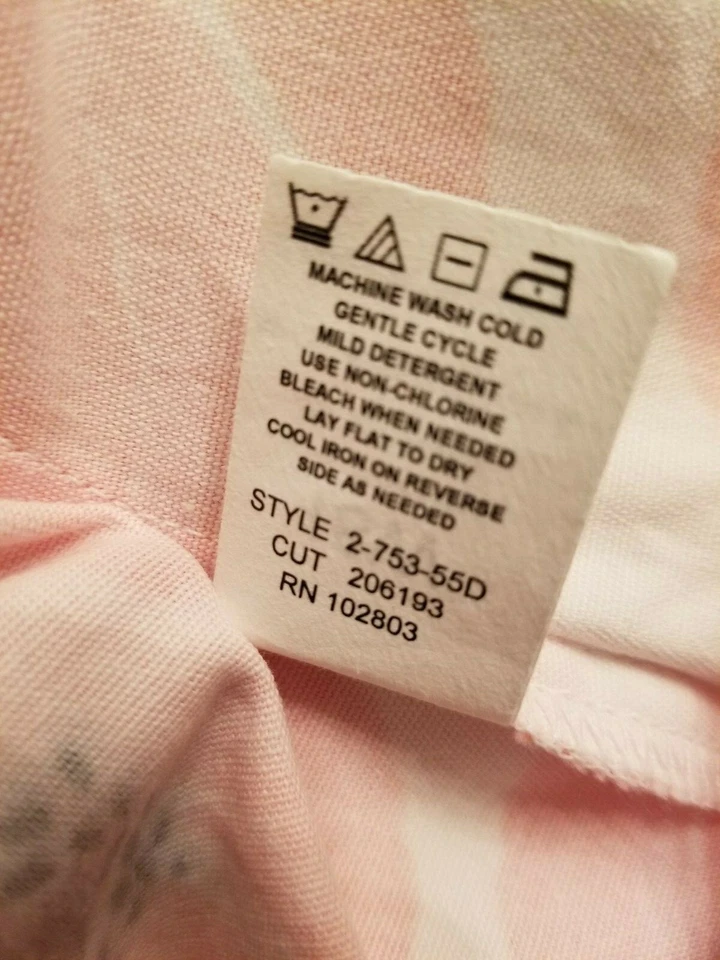 MACHINE WASH COLD
GENTLE CYCLE
MILD DETERGENT
USE NON-CHLORINE
BLEACH WHEN NEEDED
LAY FLAT TO DRY
COOL IRON ON REVERSE
SIDE AS NEEDED
STYLE 2-753-55D
CUT 206193
RN 102803